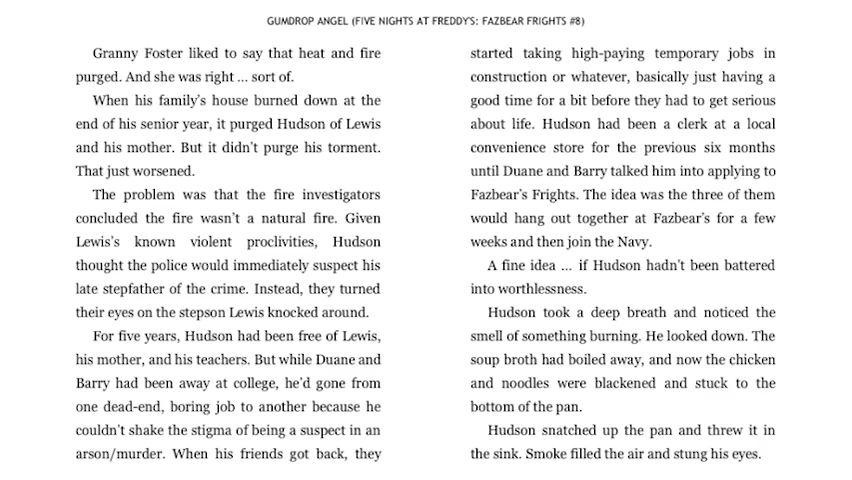 GUMDROP ANGEL (FIVE NIGHTS AT FREDDY'S: FAZBEAR FRIGHTS #8)
Granny Foster liked to say that heat and fire
purged. And she was right ... sort of.
When his family's house burned down at the
end of his senior year, it purged Hudson of Lewis
and his mother. But it didn't purge his torment.
That just worsened.
The problem was that the fire investigators
concluded the fire wasn't a natural fire. Given
Lewis's known violent proclivities, Hudson
thought the police would immediately suspect his
late stepfather of the crime. Instead, they turned
their eyes on the stepson Lewis knocked around.
For five years, Hudson had been free of Lewis,
his mother, and his teachers. But while Duane and
Barry had been away at college, he'd gone from
one dead-end, boring job to another because he
couldn't shake the stigma of being a suspect in an
arson/murder. When his friends got back, they
started taking high-paying temporary jobs in
construction or whatever, basically just having a
good time for a bit before they had to get serious
about life. Hudson had been a clerk at a local
convenience store for the previous six months
until Duane and Barry talked him into applying to
Fazbear's Frights. The idea was the three of them
would hang out together at Fazbear's for a few
weeks and then join the Navy.
A fine idea ... if Hudson hadn't been battered
into worthlessness.
Hudson took a deep breath and noticed the
smell of something burning. He looked down. The
soup broth had boiled away, and now the chicken
and noodles were blackened and stuck to the
bottom of the pan.
Hudson snatched up the pan and threw it in
the sink. Smoke filled the air and stung his eyes.